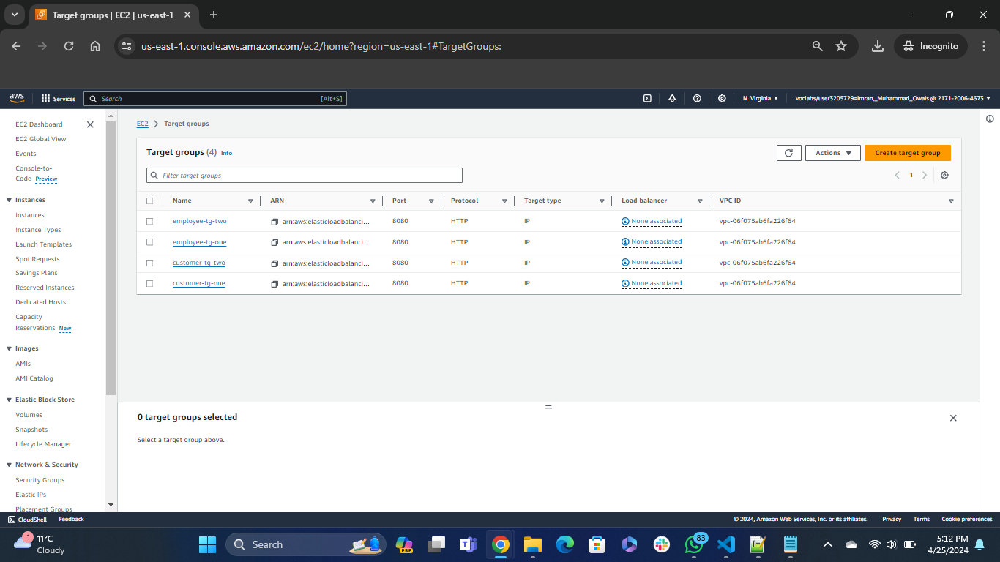 Target groups | EC2 | us-east-1
us-east-1.console.aws.amazon.com/ec2/home?region=us-east-1#TargetGroups:
Incognito
aws
Services
Search
[Alt+S]
N. Virginia
voclabs/user3205729=Imran,_Muhammad_Owais @ 2171-2006-4673
EC2 Dashboard
EC2 Global View
Events
Console-to-
Code Preview
Instances
Instances
Instance Types
Launch Templates
Spot Requests
Savings Plans
Reserved Instances
Dedicated Hosts
Capacity
Reservations New
Images
AMIs
AMI Catalog
Elastic Block Store
Volumes
Snapshots
Lifecycle Manager
Network & Security
Security Groups
Elastic IPs
Placement Groups
EC2 > Target groups
Target groups (4) Info
Actions
Create target group
Filter target groups
1
Name ARN Port Protocol Target type Load balancer VPC ID
employee-tg-two arn:aws:elasticloadbalanci... 8080 HTTP IP None associated vpc-06f075ab6fa226f64
employee-tg-one arn:aws:elasticloadbalanci... 8080 HTTP IP None associated vpc-06f075ab6fa226f64
customer-tg-two arn:aws:elasticloadbalanci... 8080 HTTP IP None associated vpc-06f075ab6fa226f64
customer-tg-one arn:aws:elasticloadbalanci... 8080 HTTP IP None associated vpc-06f075ab6fa226f64
0 target groups selected
Select a target group above.
CloudShell Feedback
© 2024, Amazon Web Services, Inc. or its affiliates. Privacy Terms Cookie preferences
1
11°C
Cloudy
Search
PRE
83
5:12 PM
4/25/2024